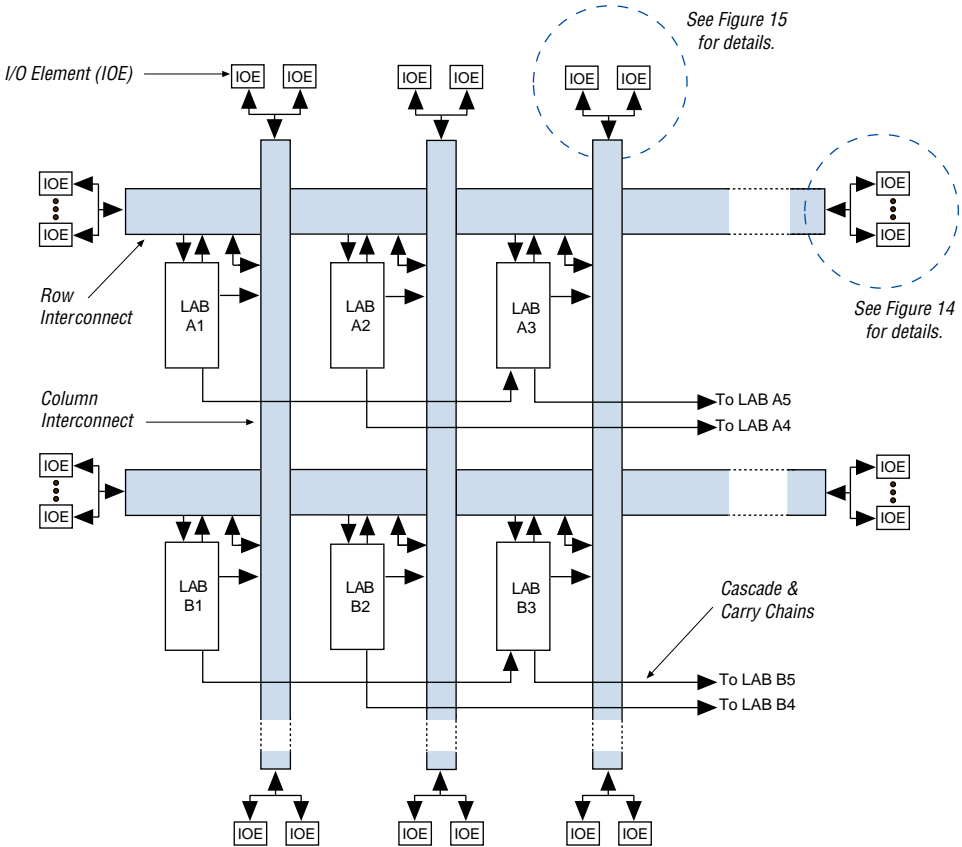 See Figure 15
for details.
I/O Element (IOE)
IOE IOE IOE IOE IOE IOE
IOE
IOE
IOE
IOE
Row
Interconnect
LAB
A1
LAB
A2
LAB
A3
See Figure 14
for details.
Column
Interconnect
To LAB A5
To LAB A4
IOE
IOE
IOE
IOE
LAB
B1
LAB
B2
LAB
B3
Cascade &
Carry Chains
To LAB B5
To LAB B4
IOE IOE IOE IOE IOE IOE